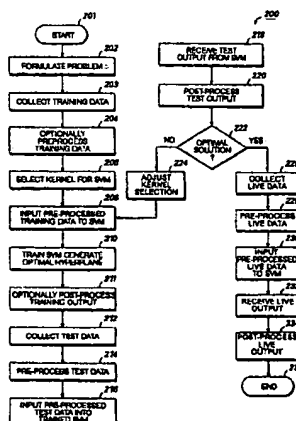 200
201
START
202
FORMULATE PROBLEM
203
COLLECT TRAINING DATA
204
OPTIONALLY
PREPROCESS
TRAINING DATA
SELECT KERNEL FOR SVM
208
INPUT PRE-PROCESSED
TRAINING DATA TO SVM
210
TRAIN SVM GENERATE
OPTIMAL HYPERPLANE
211
OPTIONALLY POST-PROCESS
TRAINING OUTPUT
212
COLLECT TEST DATA
214
PRE-PROCESS TEST DATA
216
INPUT PRE-PROCESSED
TEST DATA INTO
TRAINED SVM
218
RECEIVE TEST
OUTPUT FROM SVM
220
POST-PROCESS
TEST OUTPUT
222
OPTIMAL
SOLUTION
?
NO
YES
224
ADJUST
KERNEL
SELECTION
COLLECT
LIVE DATA
PRE-PROCESS
LIVE DATA
INPUT
PRE-PROCESSED
LIVE DATA
TO SVM
RECEIVE LIVE
OUTPUT
POST-PROCESS
LIVE
OUTPUT
END